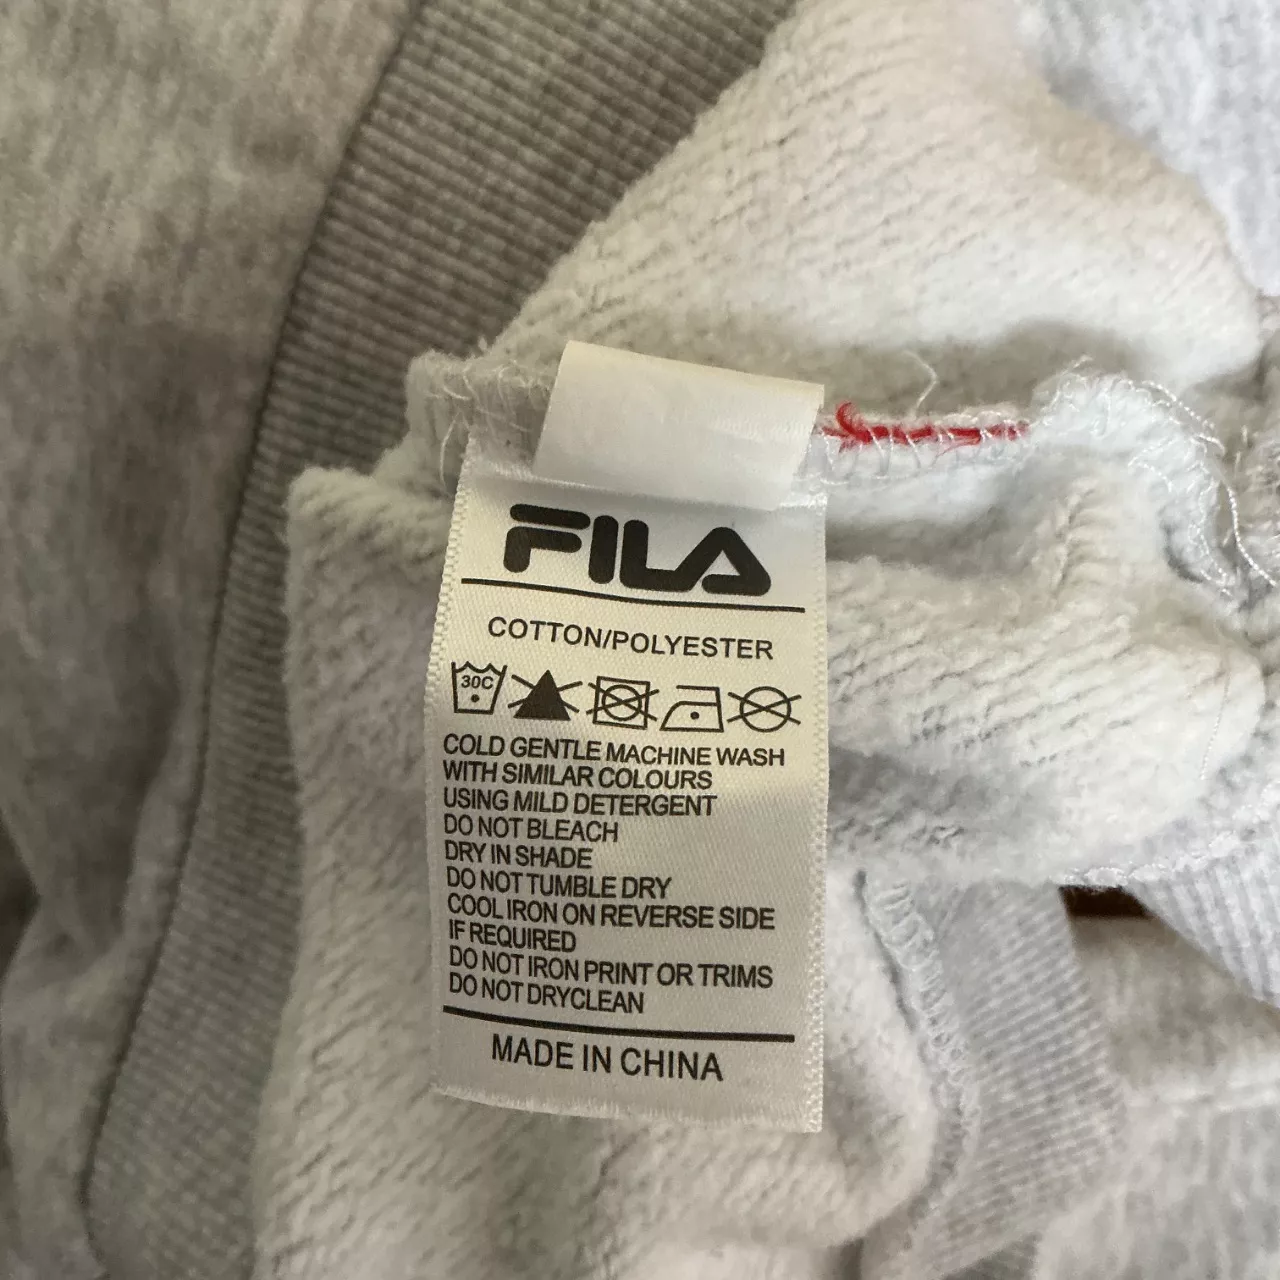 FILA
COTTON/POLYESTER
30C
COLD GENTLE MACHINE WASH
WITH SIMILAR COLOURS
USING MILD DETERGENT
DO NOT BLEACH
DRY IN SHADE
DO NOT TUMBLE DRY
COOL IRON ON REVERSE SIDE
IF REQUIRED
DO NOT IRON PRINT OR TRIMS
DO NOT DRYCLEAN
MADE IN CHINA